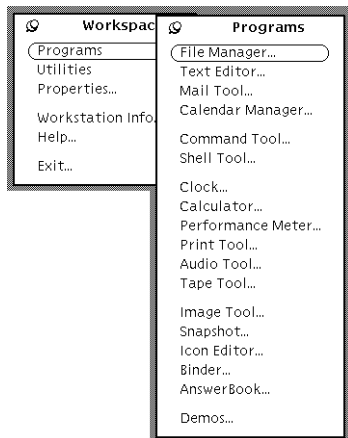 Workspac
Programs
Utilities
Properties...
Workstation Info.
Help...
Exit...
Programs
File Manager...
Text Editor...
Mail Tool...
Calendar Manager...
Command Tool...
Shell Tool...
Clock...
Calculator...
Performance Meter...
Print Tool...
Audio Tool...
Tape Tool...
Image Tool...
Snapshot...
Icon Editor...
Binder...
AnswerBook...
Demos...